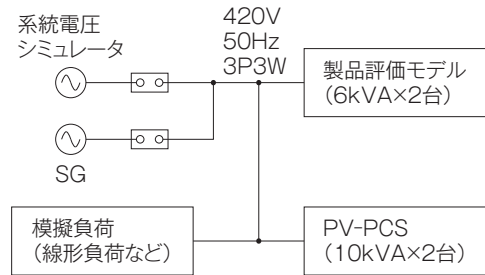 系統電圧
シミュレータ
420V
50Hz
3P3W
製品評価モデル
（6kVA×2台）
SG
模擬負荷
（線形負荷など）
PV-PCS
（10kVA×2台）